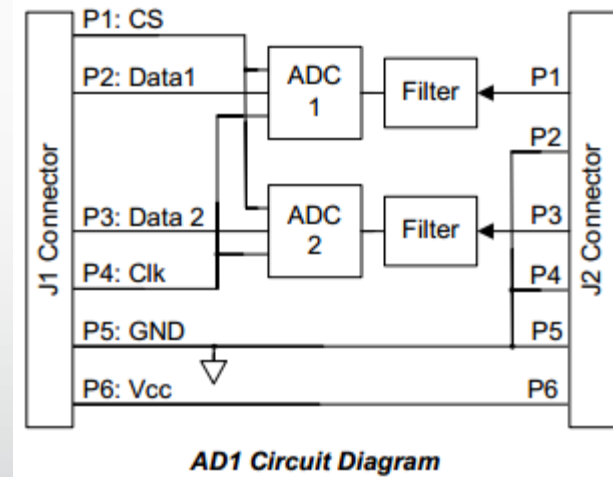 P1: CS
P2: Data1
ADC
1
Filter
P1
P2
J1 Connector
J2 Connector
P3: Data 2
ADC
2
Filter
P3
P4: Clk
P4
P5: GND
P5
P6: Vcc
P6
AD1 Circuit Diagram